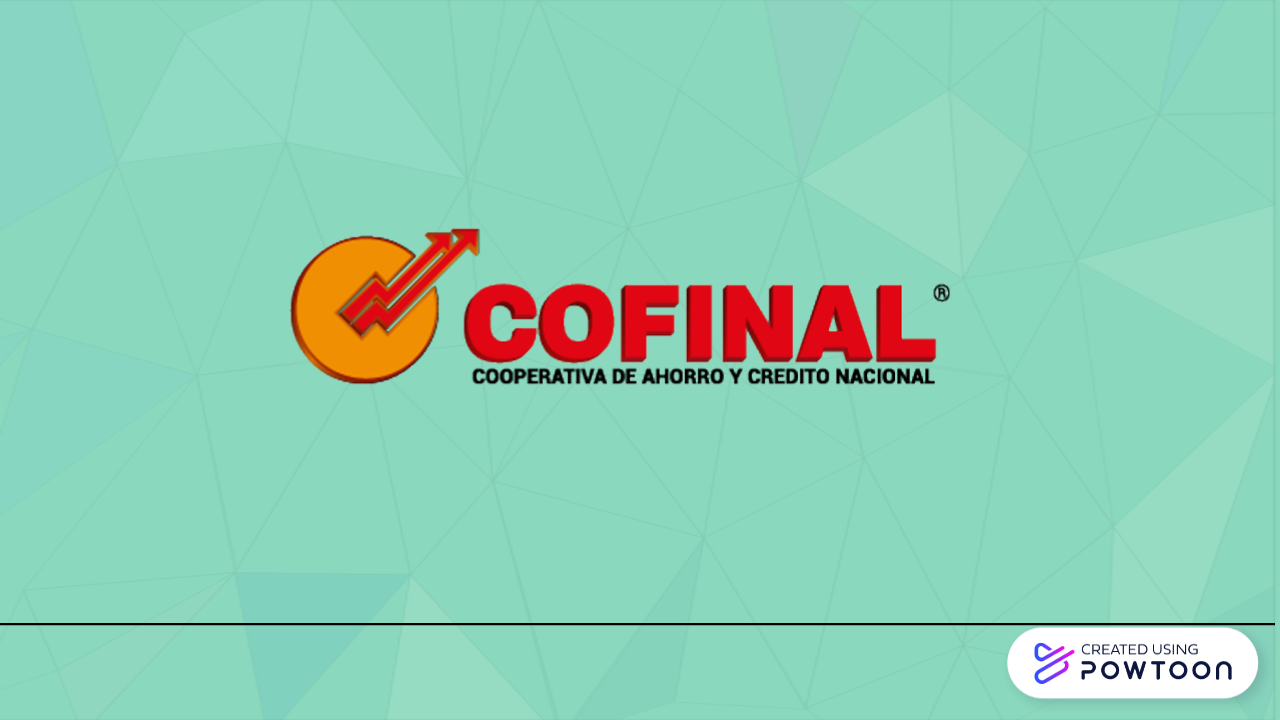 COFINAL®
COOPERATIVA DE AHORRO Y CREDITO NACIONAL
CREATED USING
POWTOON